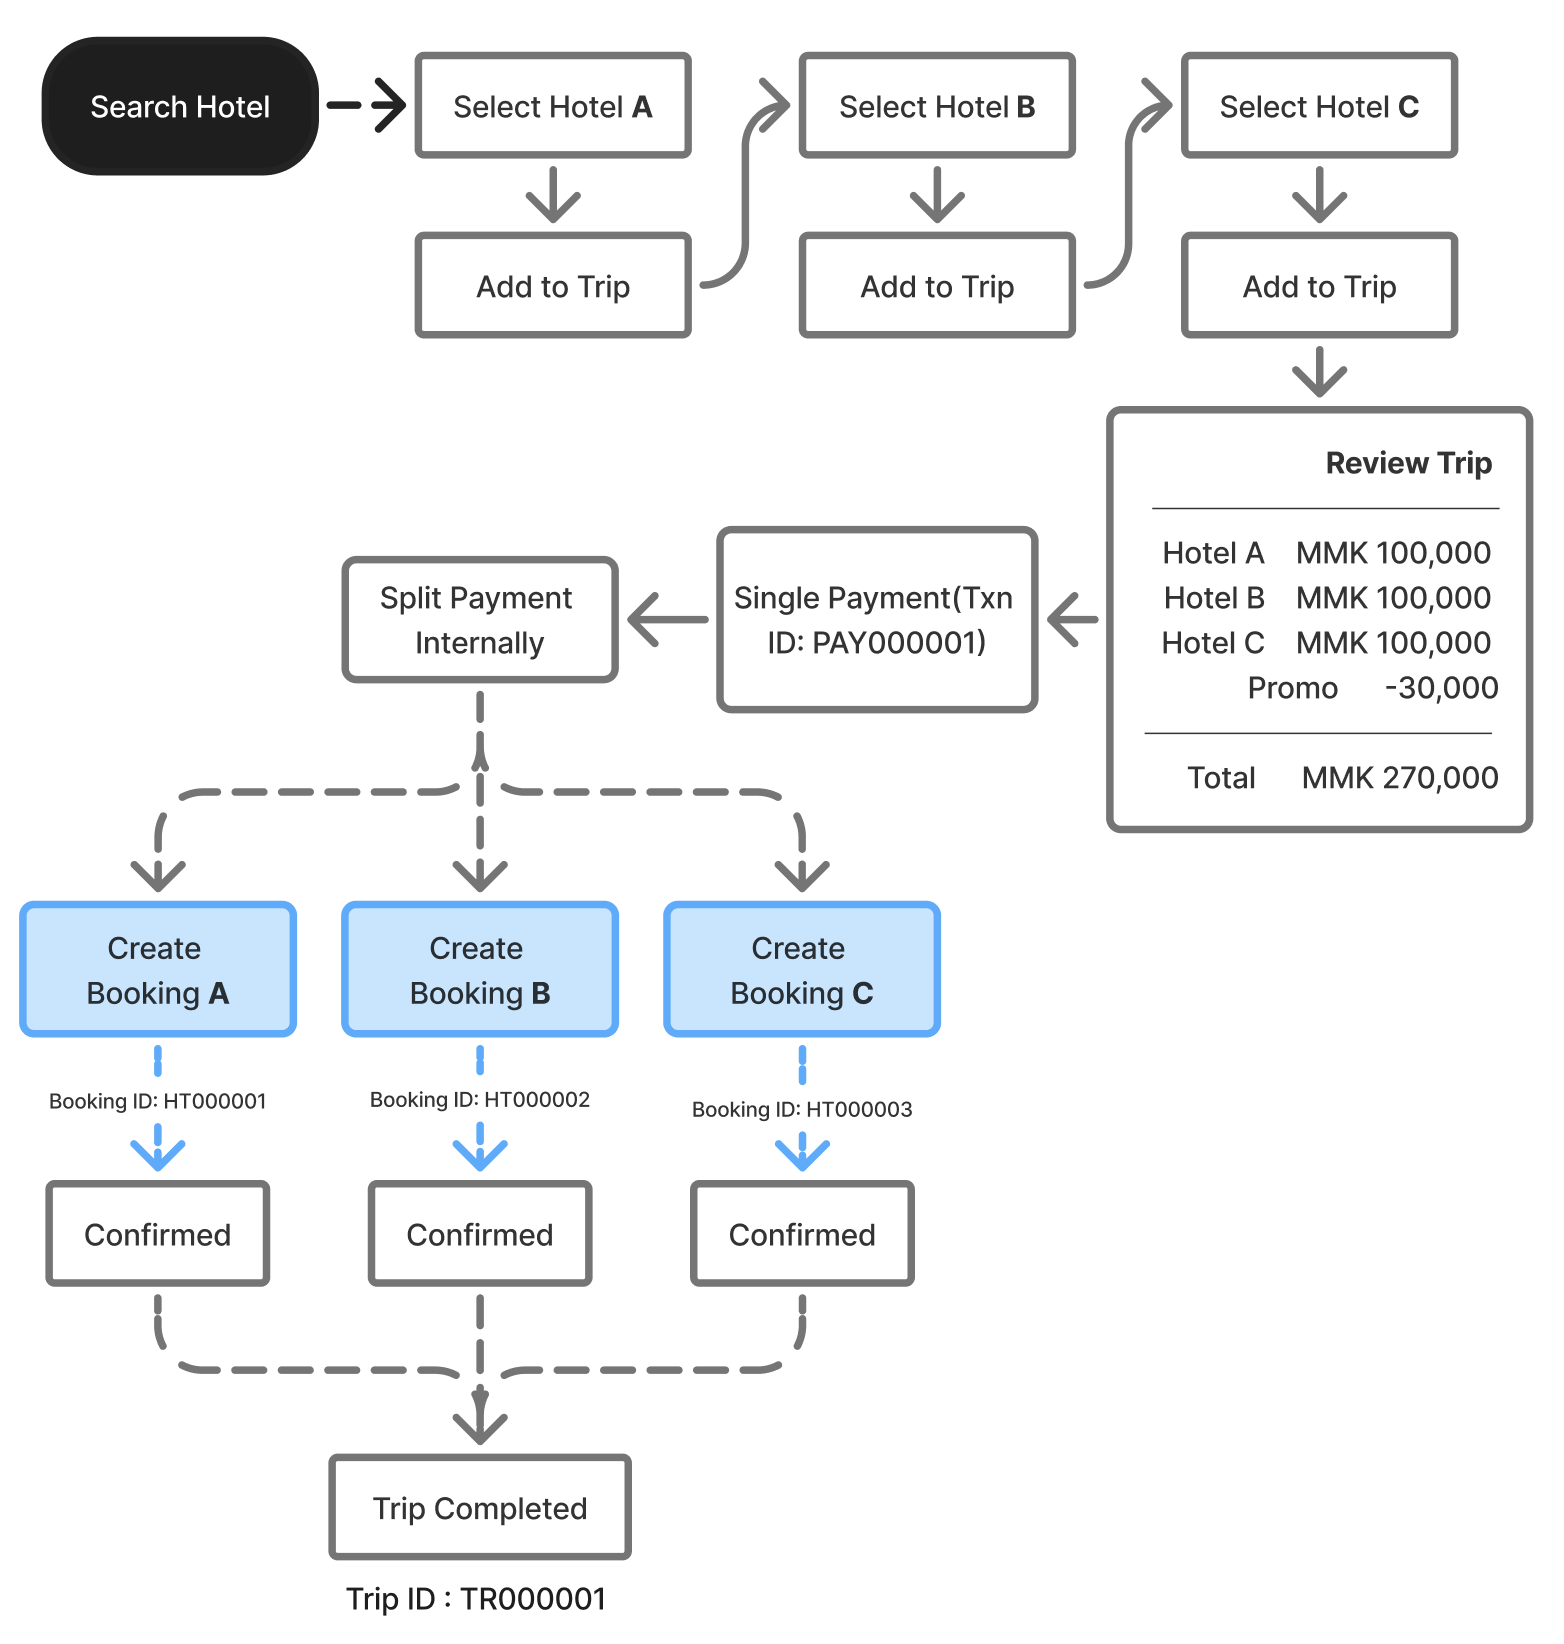 Search Hotel
Select Hotel A
Select Hotel B
Select Hotel C
Add to Trip
Add to Trip
Add to Trip
Review Trip
Hotel A MMK 100,000
Hotel B MMK 100,000
Hotel C MMK 100,000
Promo -30,000
Total MMK 270,000
Single Payment(Txn
ID: PAY000001)
Split Payment
Internally
Create
Booking A
Create
Booking B
Create
Booking C
Booking ID: HT000001
Booking ID: HT000002
Booking ID: HT000003
Confirmed
Confirmed
Confirmed
Trip Completed
Trip ID : TR000001